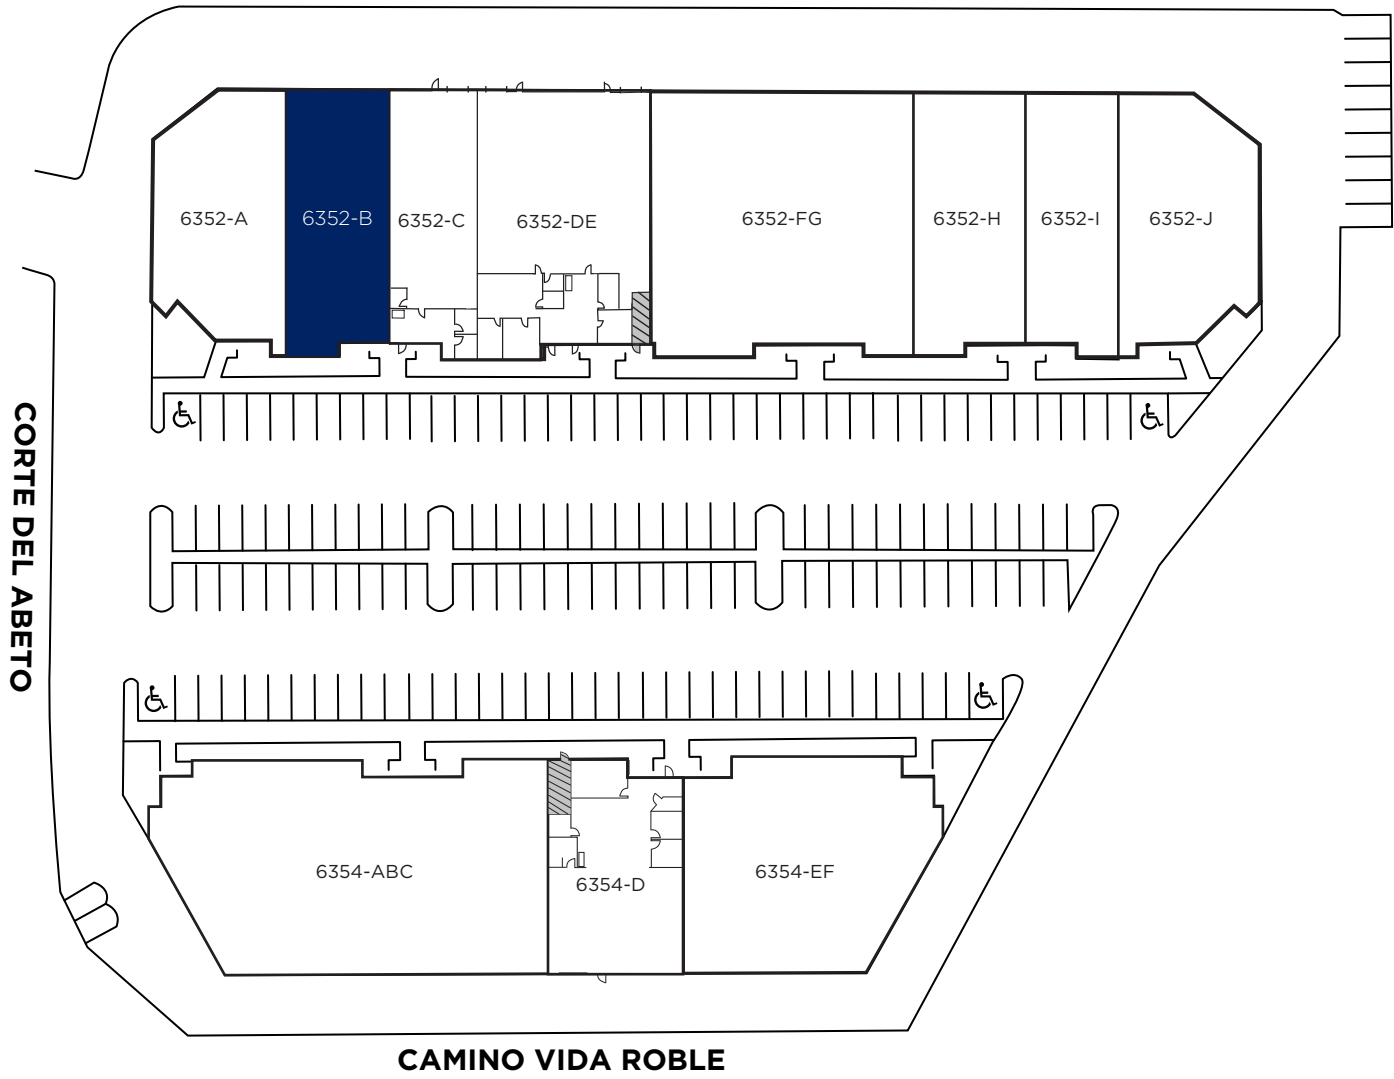 6352-A
6352-B
6352-C
6352-DE
6352-FG
6352-H
6352-I
6352-J
CORTE DEL ABETO
6354-ABC
6354-D
6354-EF
CAMINO VIDA ROBLE